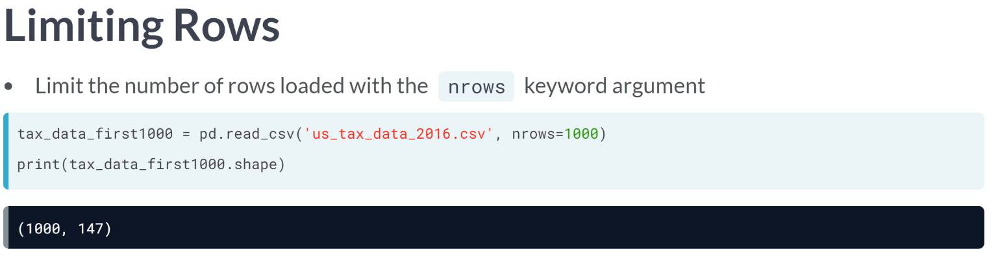 Limiting Rows
• Limit the number of rows loaded with the nrows keyword argument
tax_data_first1000 = pd.read_csv('us_tax_data_2016.csv', nrows=1000)
print(tax_data_first1000.shape)
(1000, 147)